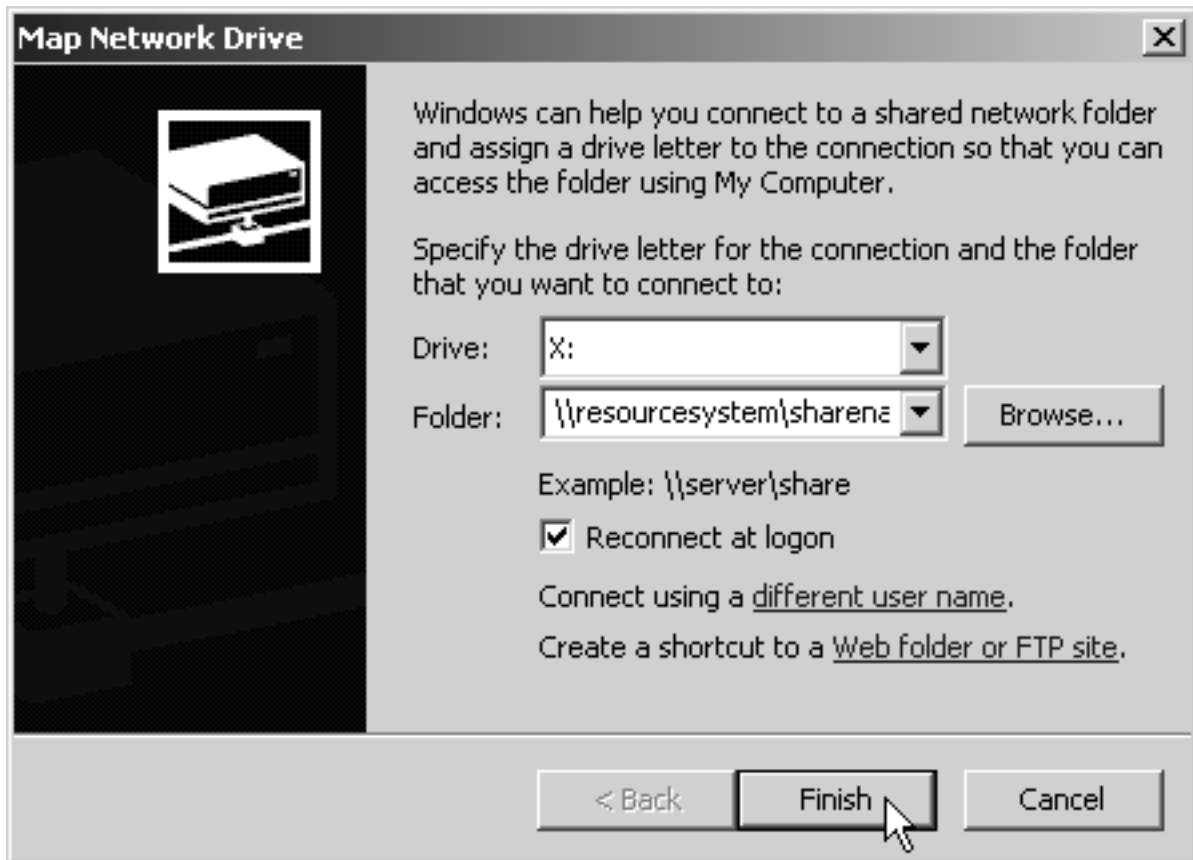 Map Network Drive
Windows can help you connect to a shared network folder
and assign a drive letter to the connection so that you can
access the folder using My Computer.
Specify the drive letter for the connection and the folder
that you want to connect to:
Drive: X:
Folder: \\resourcesystem\sharena Browse...
Example: \\server\share
Reconnect at logon
Connect using a different user name.
Create a shortcut to a Web folder or FTP site.
< Back Finish Cancel